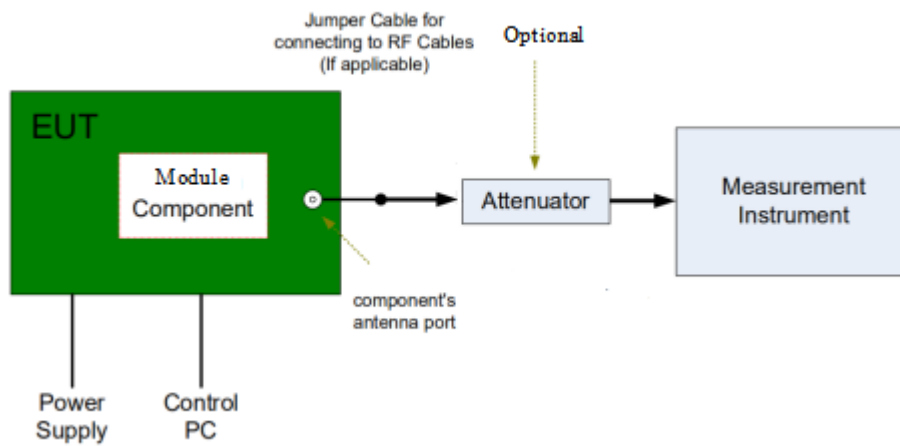 Jumper Cable for
connecting to RF Cables
(If applicable)
Optional
EUT
Module
Component
Attenuator
Measurement
Instrument
component's
antenna port
Power
Supply
Control
PC